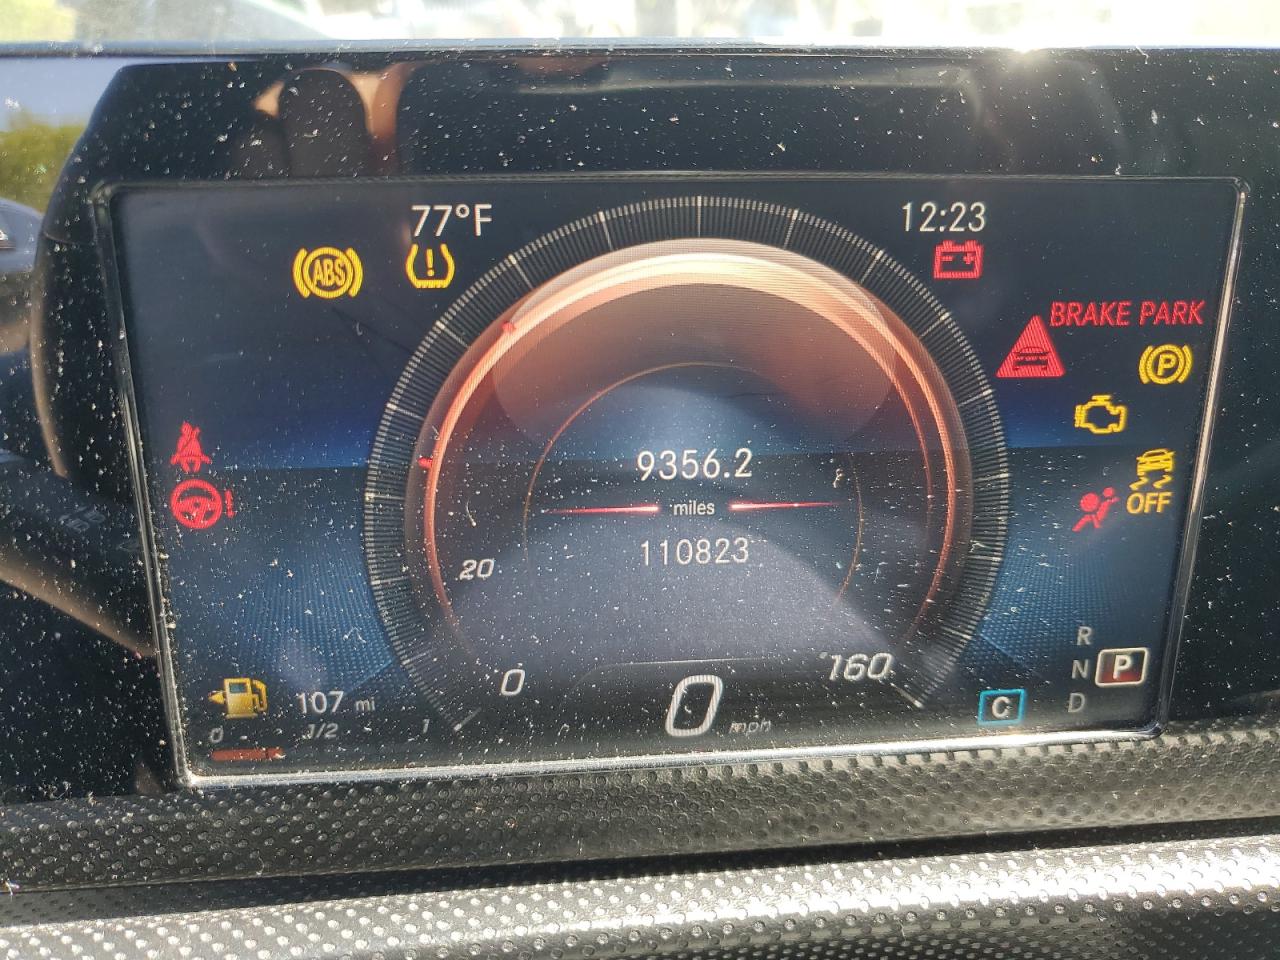 77°F
12:23
ABS
BRAKE PARK
P
OFF
9356.2
miles
110823
20
0
160
0
mph
107 mi
0
1/2
1
R
N
P
D
C